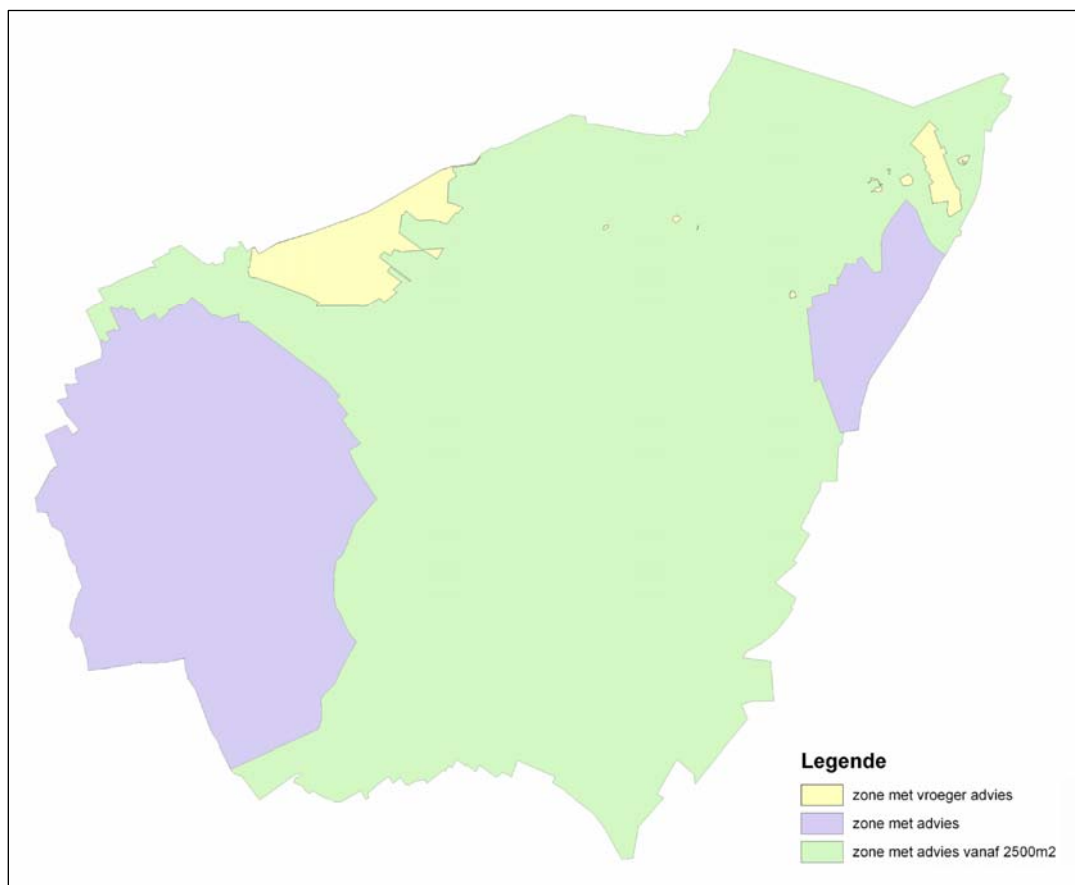 Legende
zone met vroeger advies
zone met advies
zone met advies vanaf 2500m2